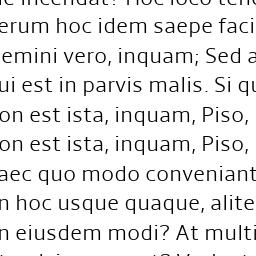 erum hoc idem saepe faci
emini vero, inquam; Sed a
ui est in parvis malis. Si qu
on est ista, inquam, Piso,
on est ista, inquam, Piso,
aec quo modo conveniant
n hoc usque quaque, alite
n eiusdem modi? At multi